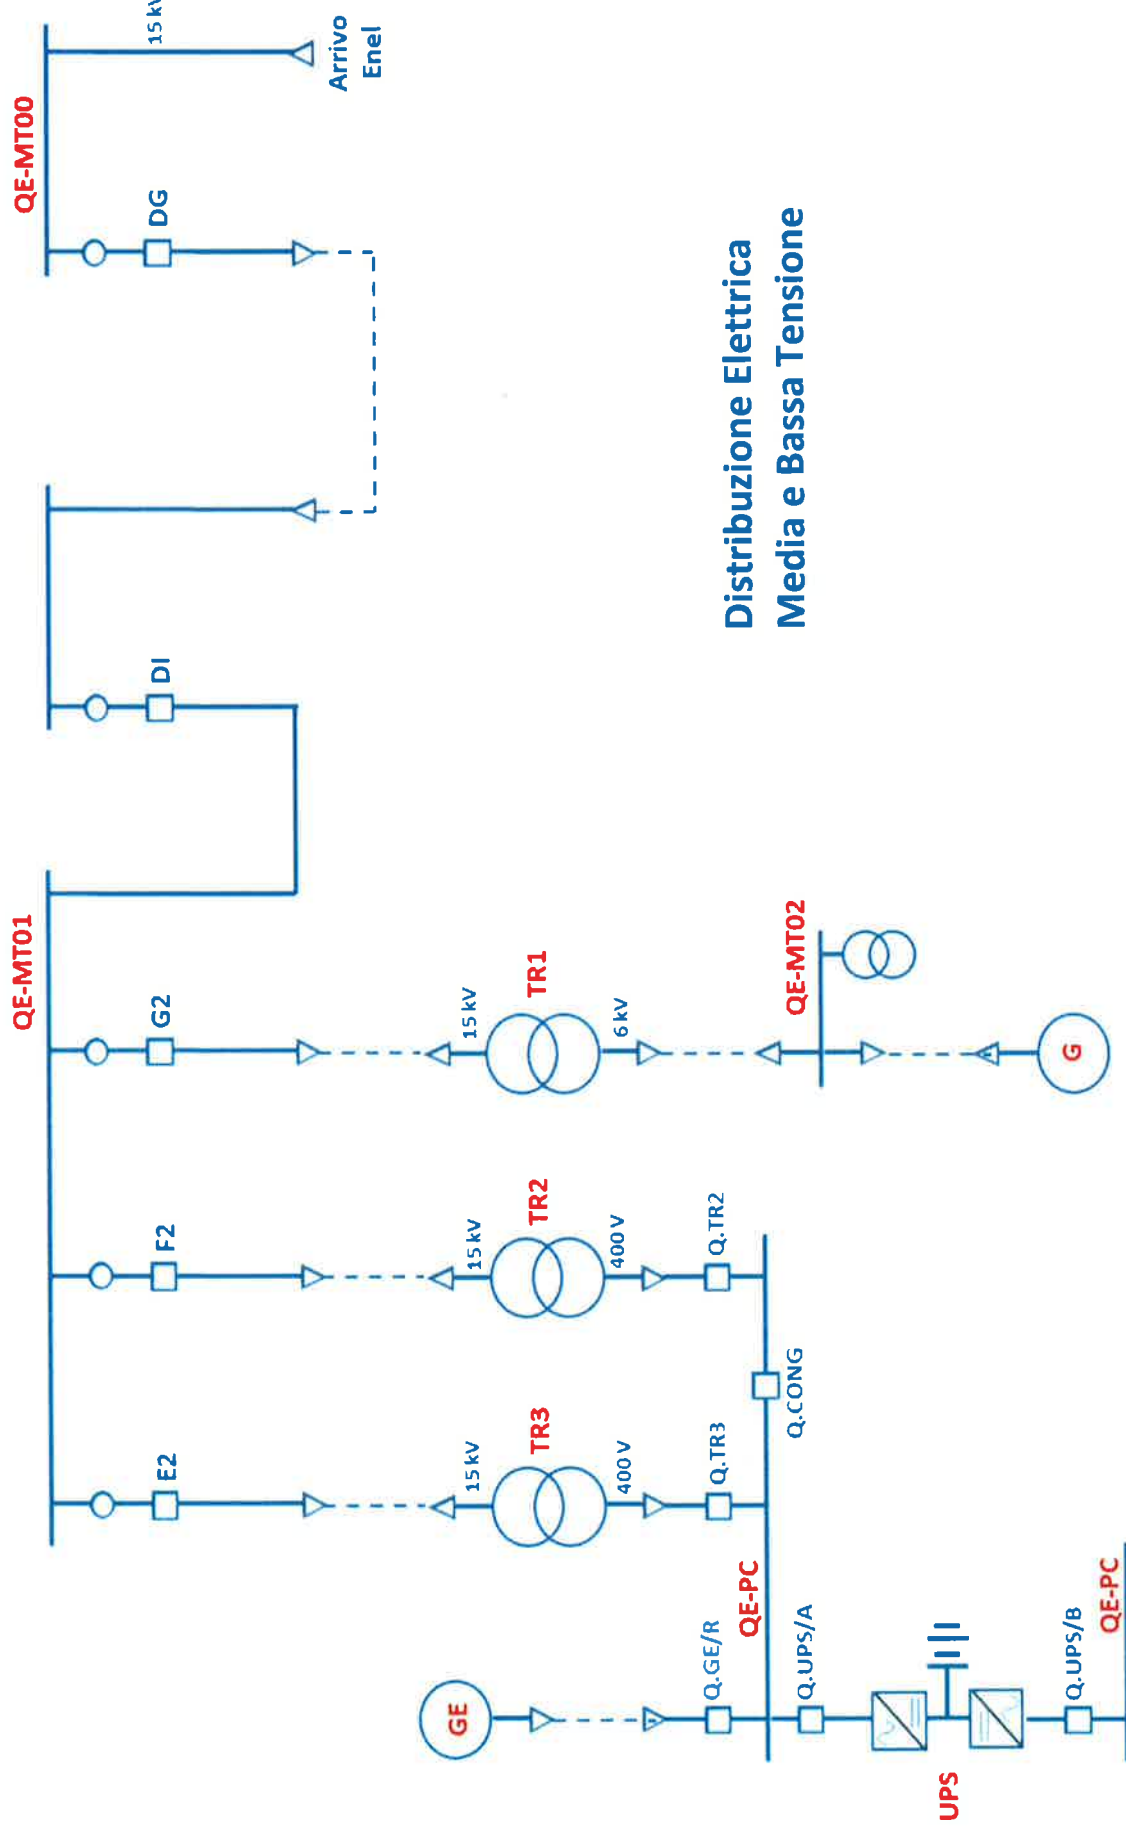 QE-MT00
15 kV
Arrivo
Enel
DG
DI
QE-MT01
G2
F2
E2
15 kV
TR1
6 kV
QE-MT02
G
15 kV
TR2
400 V
Q.TR2
15 kV
TR3
400 V
Q.TR3
Q.CONG
GE
Q.GE/R
QE-PC
Q.UPS/A
UPS
Q.UPS/B
QE-PC
Distribuzione Elettrica
Media e Bassa Tensione